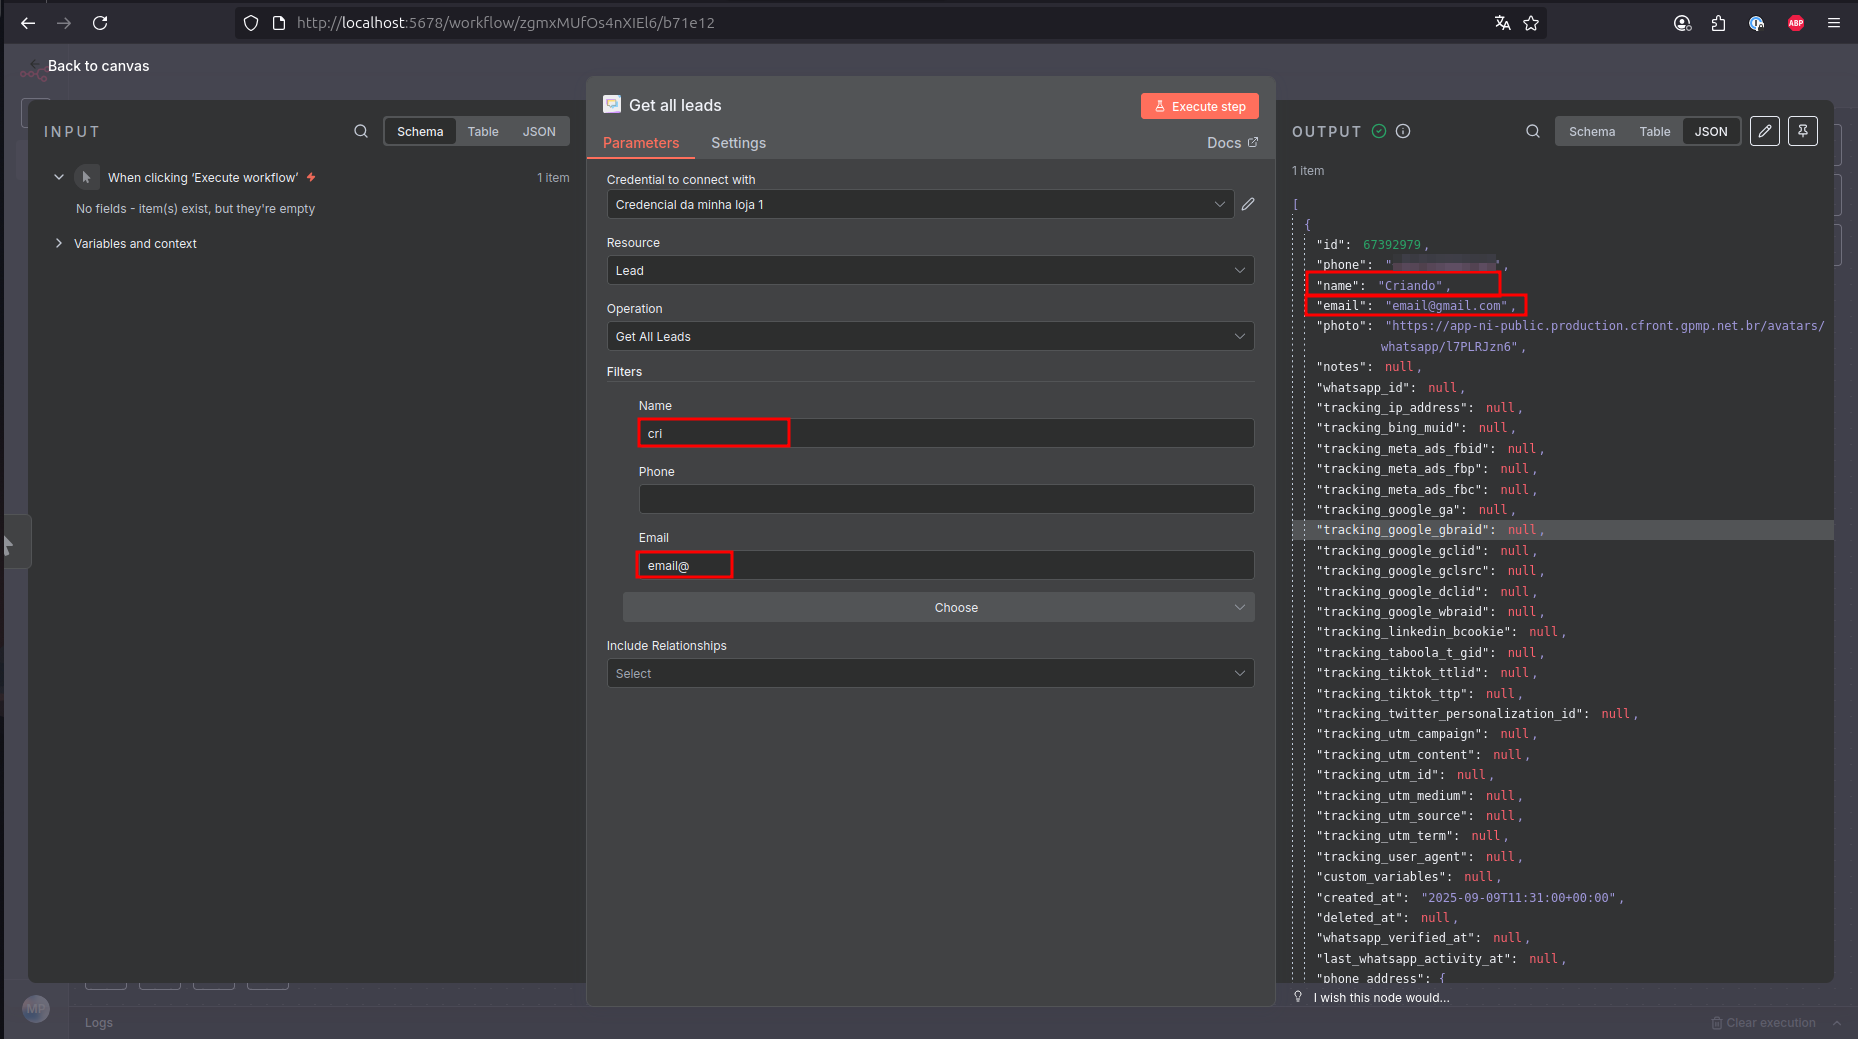 http://localhost:5678/workflow/zgmxMUfOs4nXIEl6/b71e12
ABP
Back to canvas
INPUT
Schema
Table
JSON
When clicking ‘Execute workflow’
1 item
No fields - item(s) exist, but they're empty
Variables and context
Get all leads
Execute step
Parameters
Settings
Docs
Credential to connect with
Credencial da minha loja 1
Resource
Lead
Operation
Get All Leads
Filters
Name
cri
Phone
Email
email@
Choose
Include Relationships
Select
OUTPUT
Schema
Table
JSON
1 item
[
{
"id": 67392979,
"phone": "",
"name": "Criando",
"email": "email@gmail.com",
"photo": "https://app-ni-public.production.cfront.gpmp.net.br/avatars/
whatsapp/l7PLRJzn6",
"notes": null,
"whatsapp_id": null,
"tracking_ip_address": null,
"tracking_bing_muid": null,
"tracking_meta_ads_fbid": null,
"tracking_meta_ads_fbp": null,
"tracking_meta_ads_fbc": null,
"tracking_google_ga": null,
"tracking_google_gbraid": null,
"tracking_google_gclid": null,
"tracking_google_gclsrc": null,
"tracking_google_dclid": null,
"tracking_google_wbraid": null,
"tracking_linkedin_bcookie": null,
"tracking_taboola_t_gid": null,
"tracking_tiktok_ttlid": null,
"tracking_tiktok_ttp": null,
"tracking_twitter_personalization_id": null,
"tracking_utm_campaign": null,
"tracking_utm_content": null,
"tracking_utm_id": null,
"tracking_utm_medium": null,
"tracking_utm_source": null,
"tracking_utm_term": null,
"tracking_user_agent": null,
"custom_variables": null,
"created_at": "2025-09-09T11:31:00+00:00",
"deleted_at": null,
"whatsapp_verified_at": null,
"last_whatsapp_activity_at": null,
"phone_address": {
I wish this node would...
MP
Logs
Clear execution